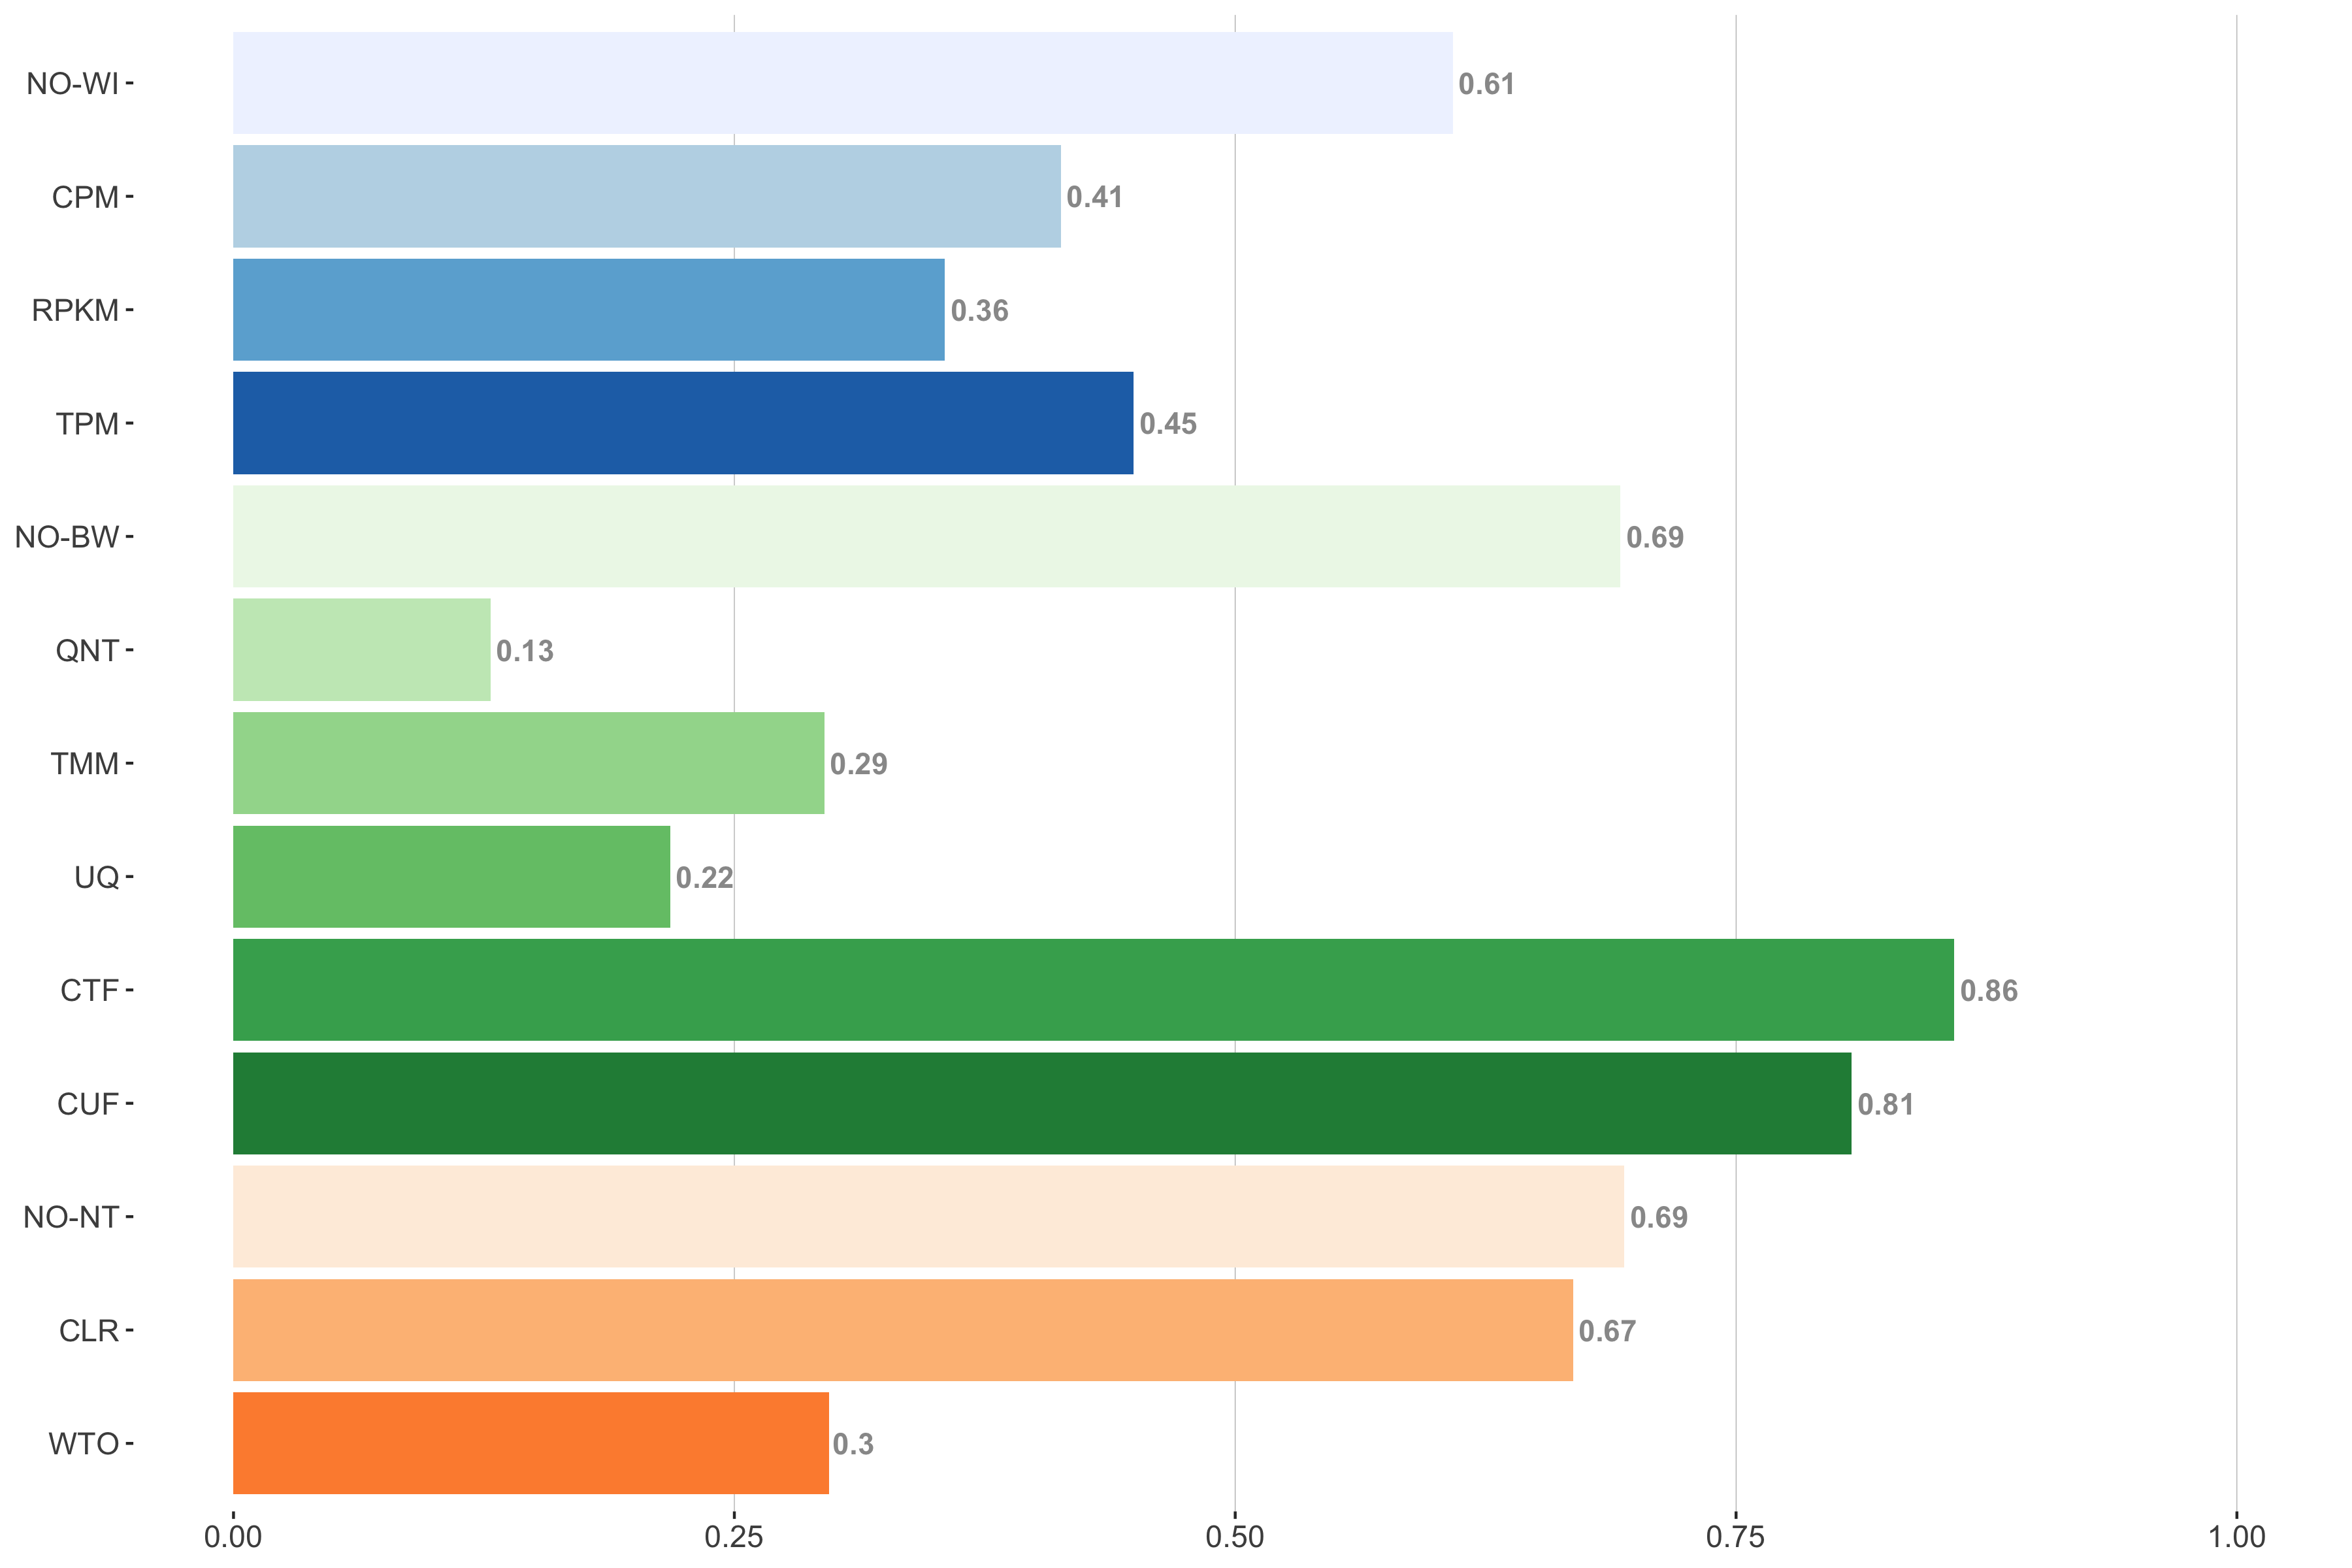 NO-WI 0.61
CPM 0.41
RPKM 0.36
TPM 0.45
NO-BW 0.69
QNT 0.13
TMM 0.29
UQ 0.22
CTF 0.86
CUF 0.81
NO-NT 0.69
CLR 0.67
WTO 0.3
0.00 0.25 0.50 0.75 1.00